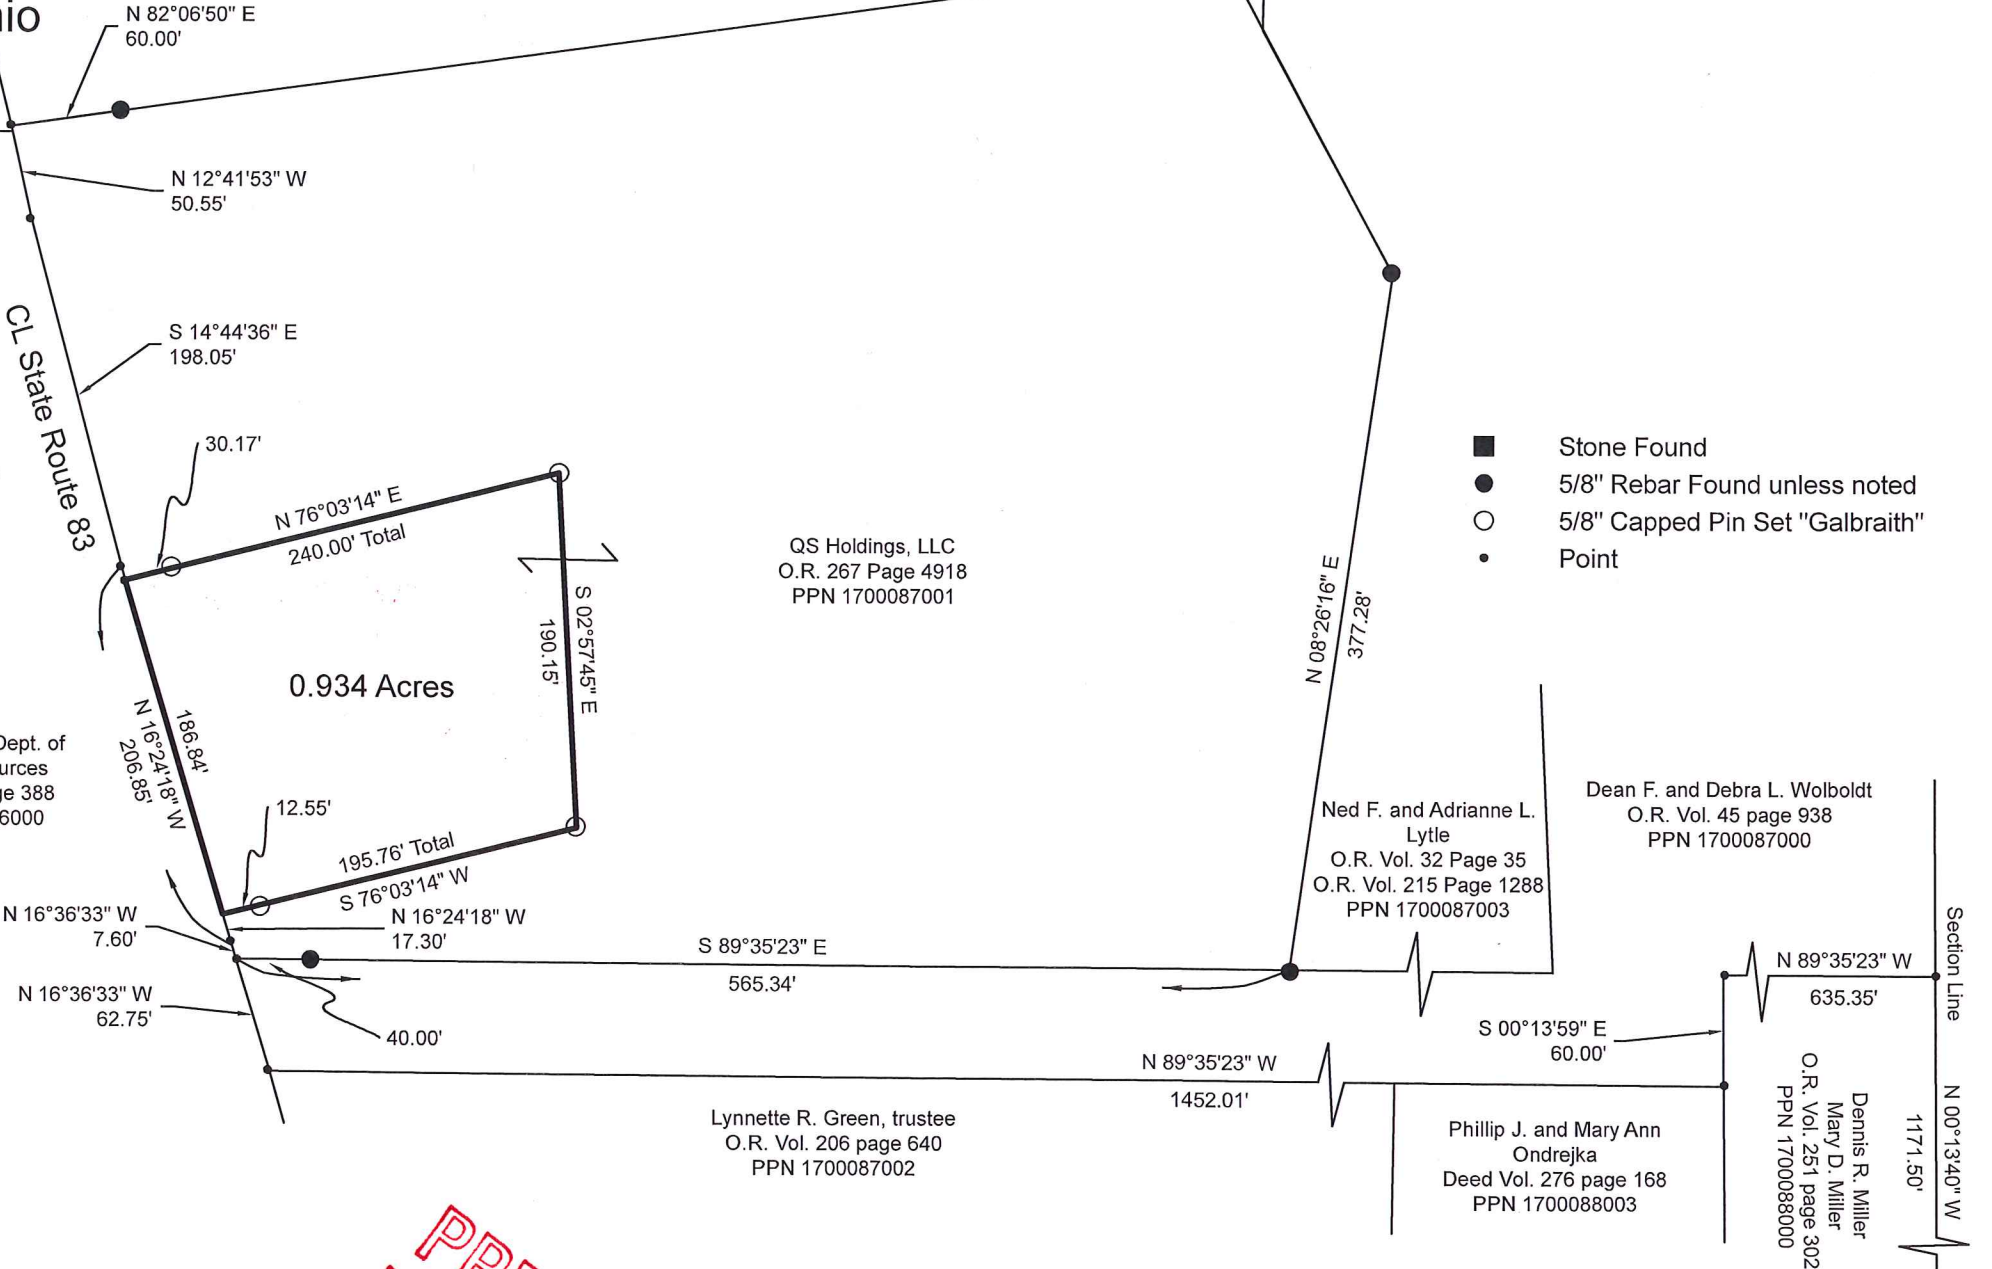 nio
N 82°06'50" E
60.00'
N 12°41'53" W
50.55'
S 14°44'36" E
198.05'
CL State Route 83
30.17'
N 76°03'14" E
240.00' Total
S 02°57'45" E
190.15'
QS Holdings, LLC
O.R. 267 Page 4918
PPN 1700087001
N 08°26'16" E
377.28'
Stone Found
5/8" Rebar Found unless noted
5/8" Capped Pin Set "Galbraith"
Point
0.934 Acres
186.84'
N 16°24'18" W
206.85'
Dept. of
urces
ge 388
6000
12.55'
195.76' Total
S 76°03'14" W
N 16°24'18" W
17.30'
N 16°36'33" W
7.60'
N 16°36'33" W
62.75'
40.00'
S 89°35'23" E
565.34'
Ned F. and Adrianne L.
Lytle
O.R. Vol. 32 Page 35
O.R. Vol. 215 Page 1288
PPN 1700087003
Dean F. and Debra L. Wolboldt
O.R. Vol. 45 page 938
PPN 1700087000
Section Line
N 89°35'23" W
635.35'
S 00°13'59" E
60.00'
N 89°35'23" W
1452.01'
Lynnette R. Green, trustee
O.R. Vol. 206 page 640
PPN 1700087002
Phillip J. and Mary Ann
Ondrejka
Deed Vol. 276 page 168
PPN 1700088003
Dennis R. Miller
Mary D. Miller
O.R. Vol. 251 page 302
PPN 1700088000
N 00°13'40" W
1171.50'